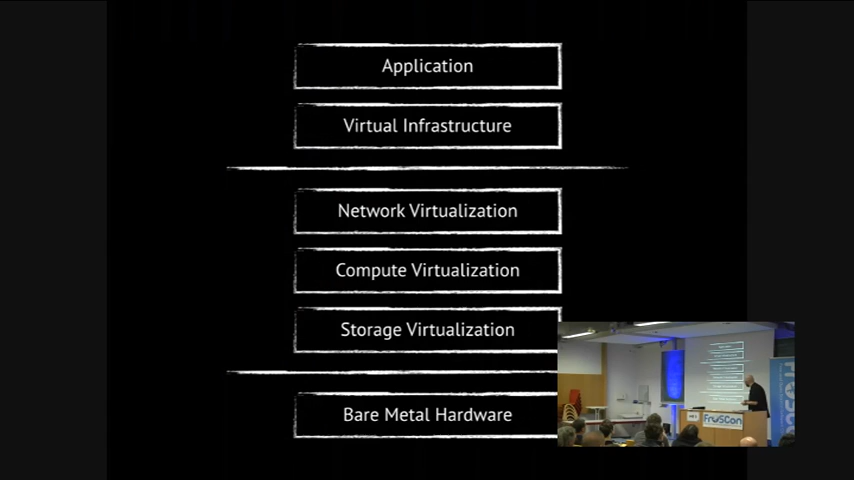 Application
Virtual Infrastructure
Network Virtualization
Compute Virtualization
Storage Virtualization
Bare Metal Hardware
FrOSCon